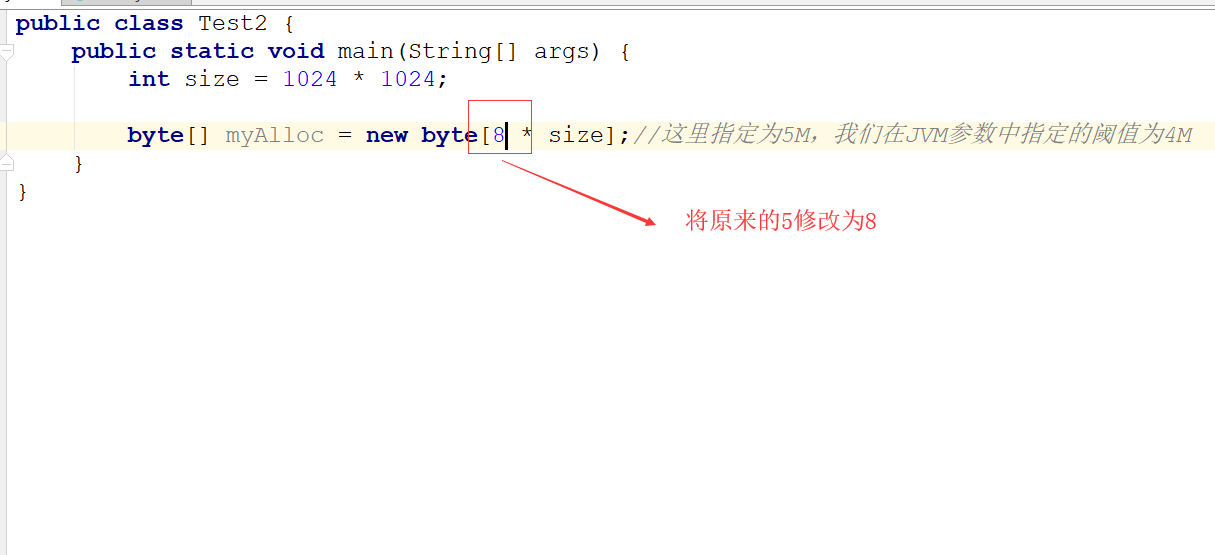 public class Test2 {
public static void main(String[] args) {
int size = 1024 * 1024;
byte[] myAlloc = new byte[8 * size];//这里指定为5M，我们在JVM参数中指定的阈值为4M
}
}
将原来的5修改为8